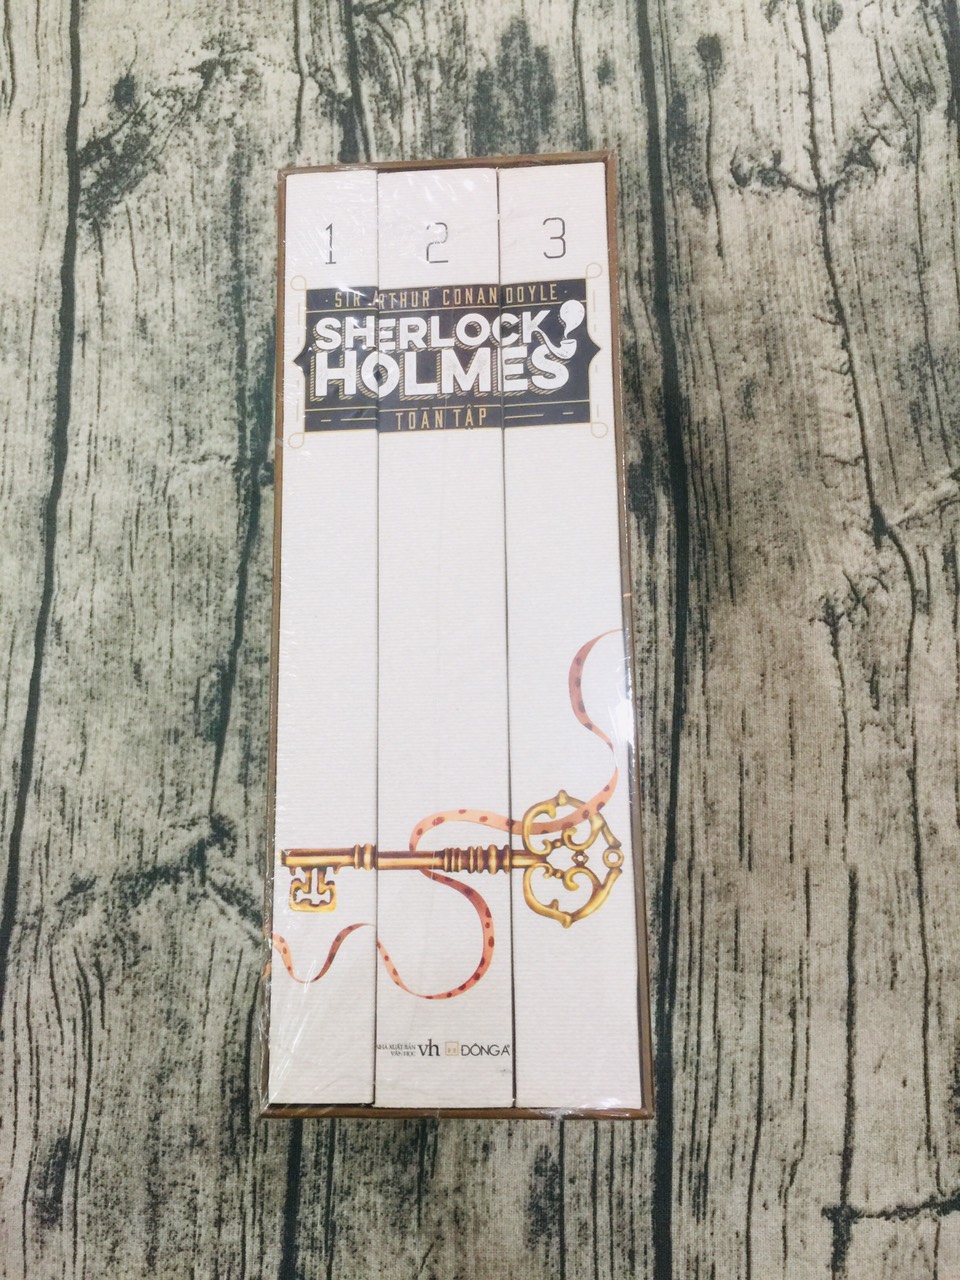 1 2 3
SIR ARTHUR CONAN DOYLE
SHERLOCK
HOLMES
TOÀN TẬP
NHÀ XUẤT BẢN
VĂN HỌC
vh
ĐÔNG A